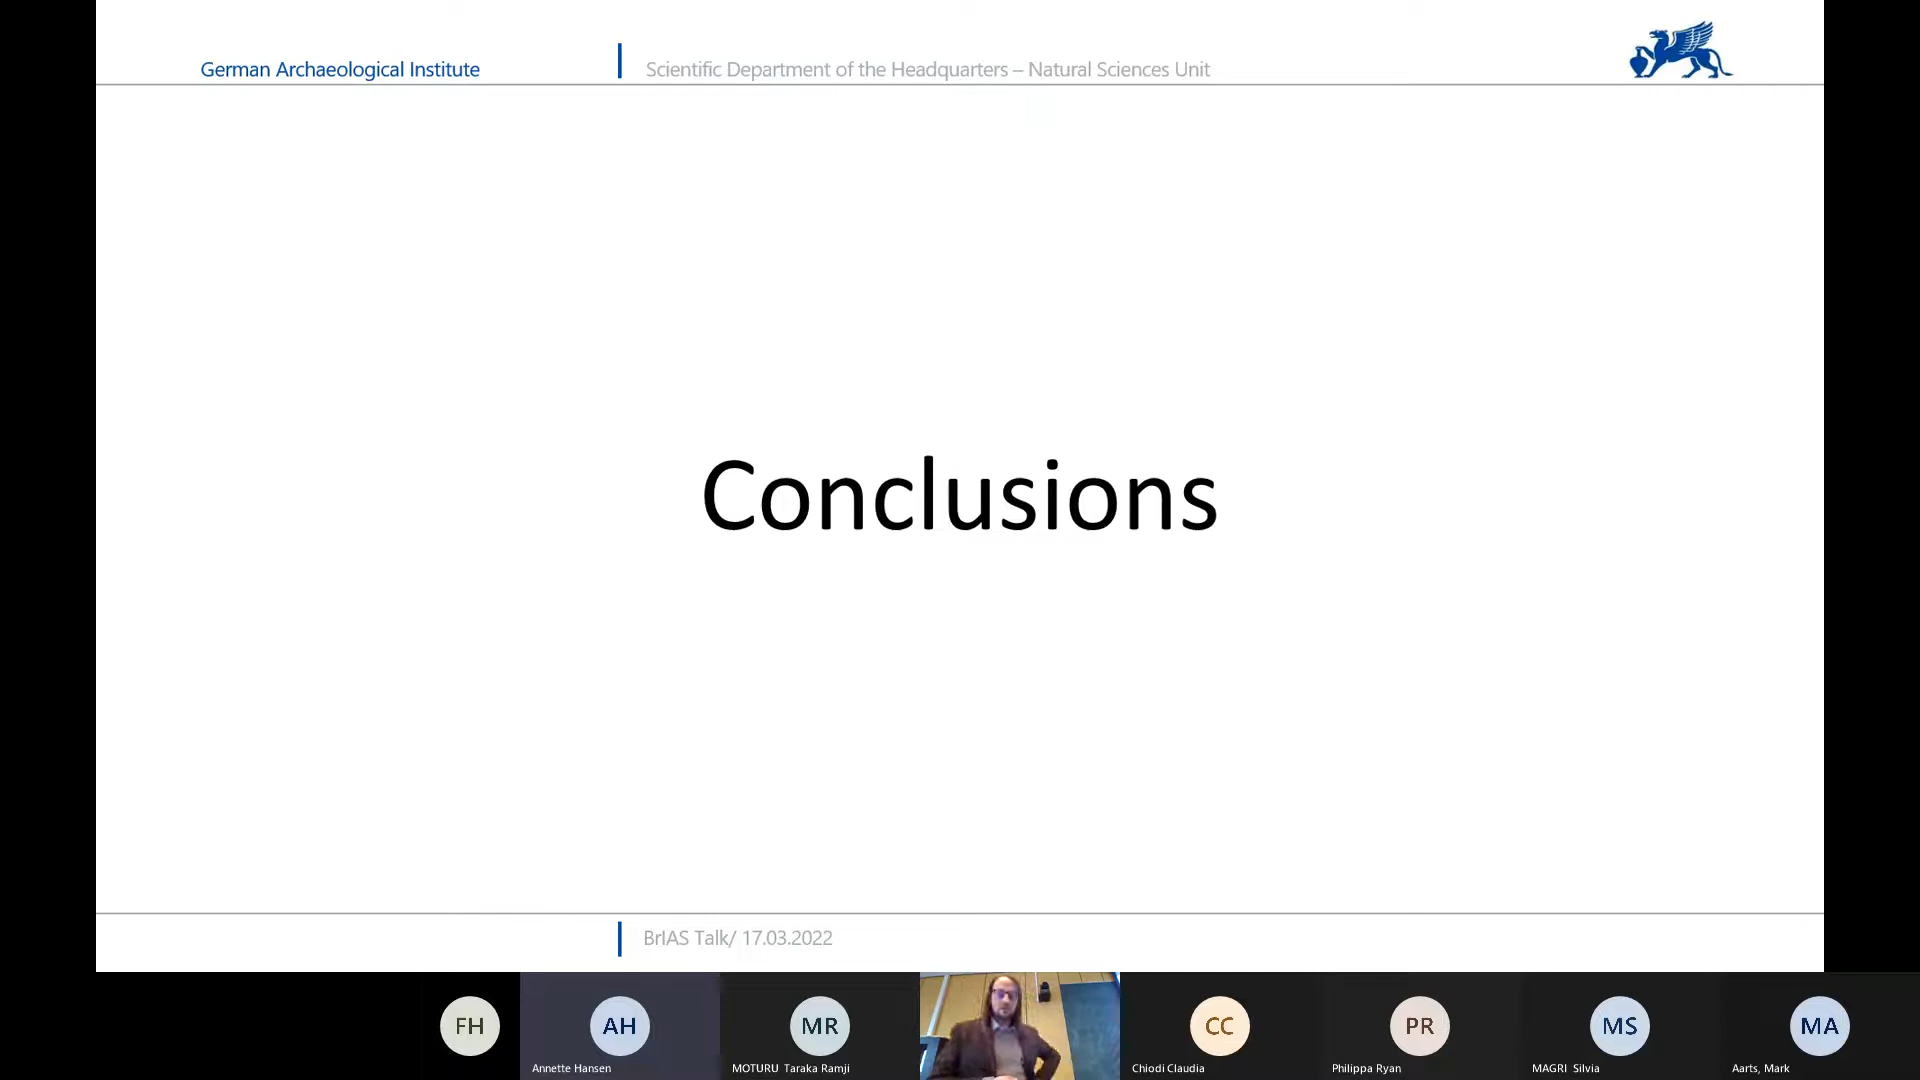 German Archaeological Institute
Scientific Department of the Headquarters – Natural Sciences Unit
Conclusions
BrIAS Talk/ 17.03.2022
FH
AH
MR
CC
PR
MS
MA
Annette Hansen
MOTURU Taraka Ramji
Chiodi Claudia
Philippa Ryan
MAGRI Silvia
Aarts, Mark